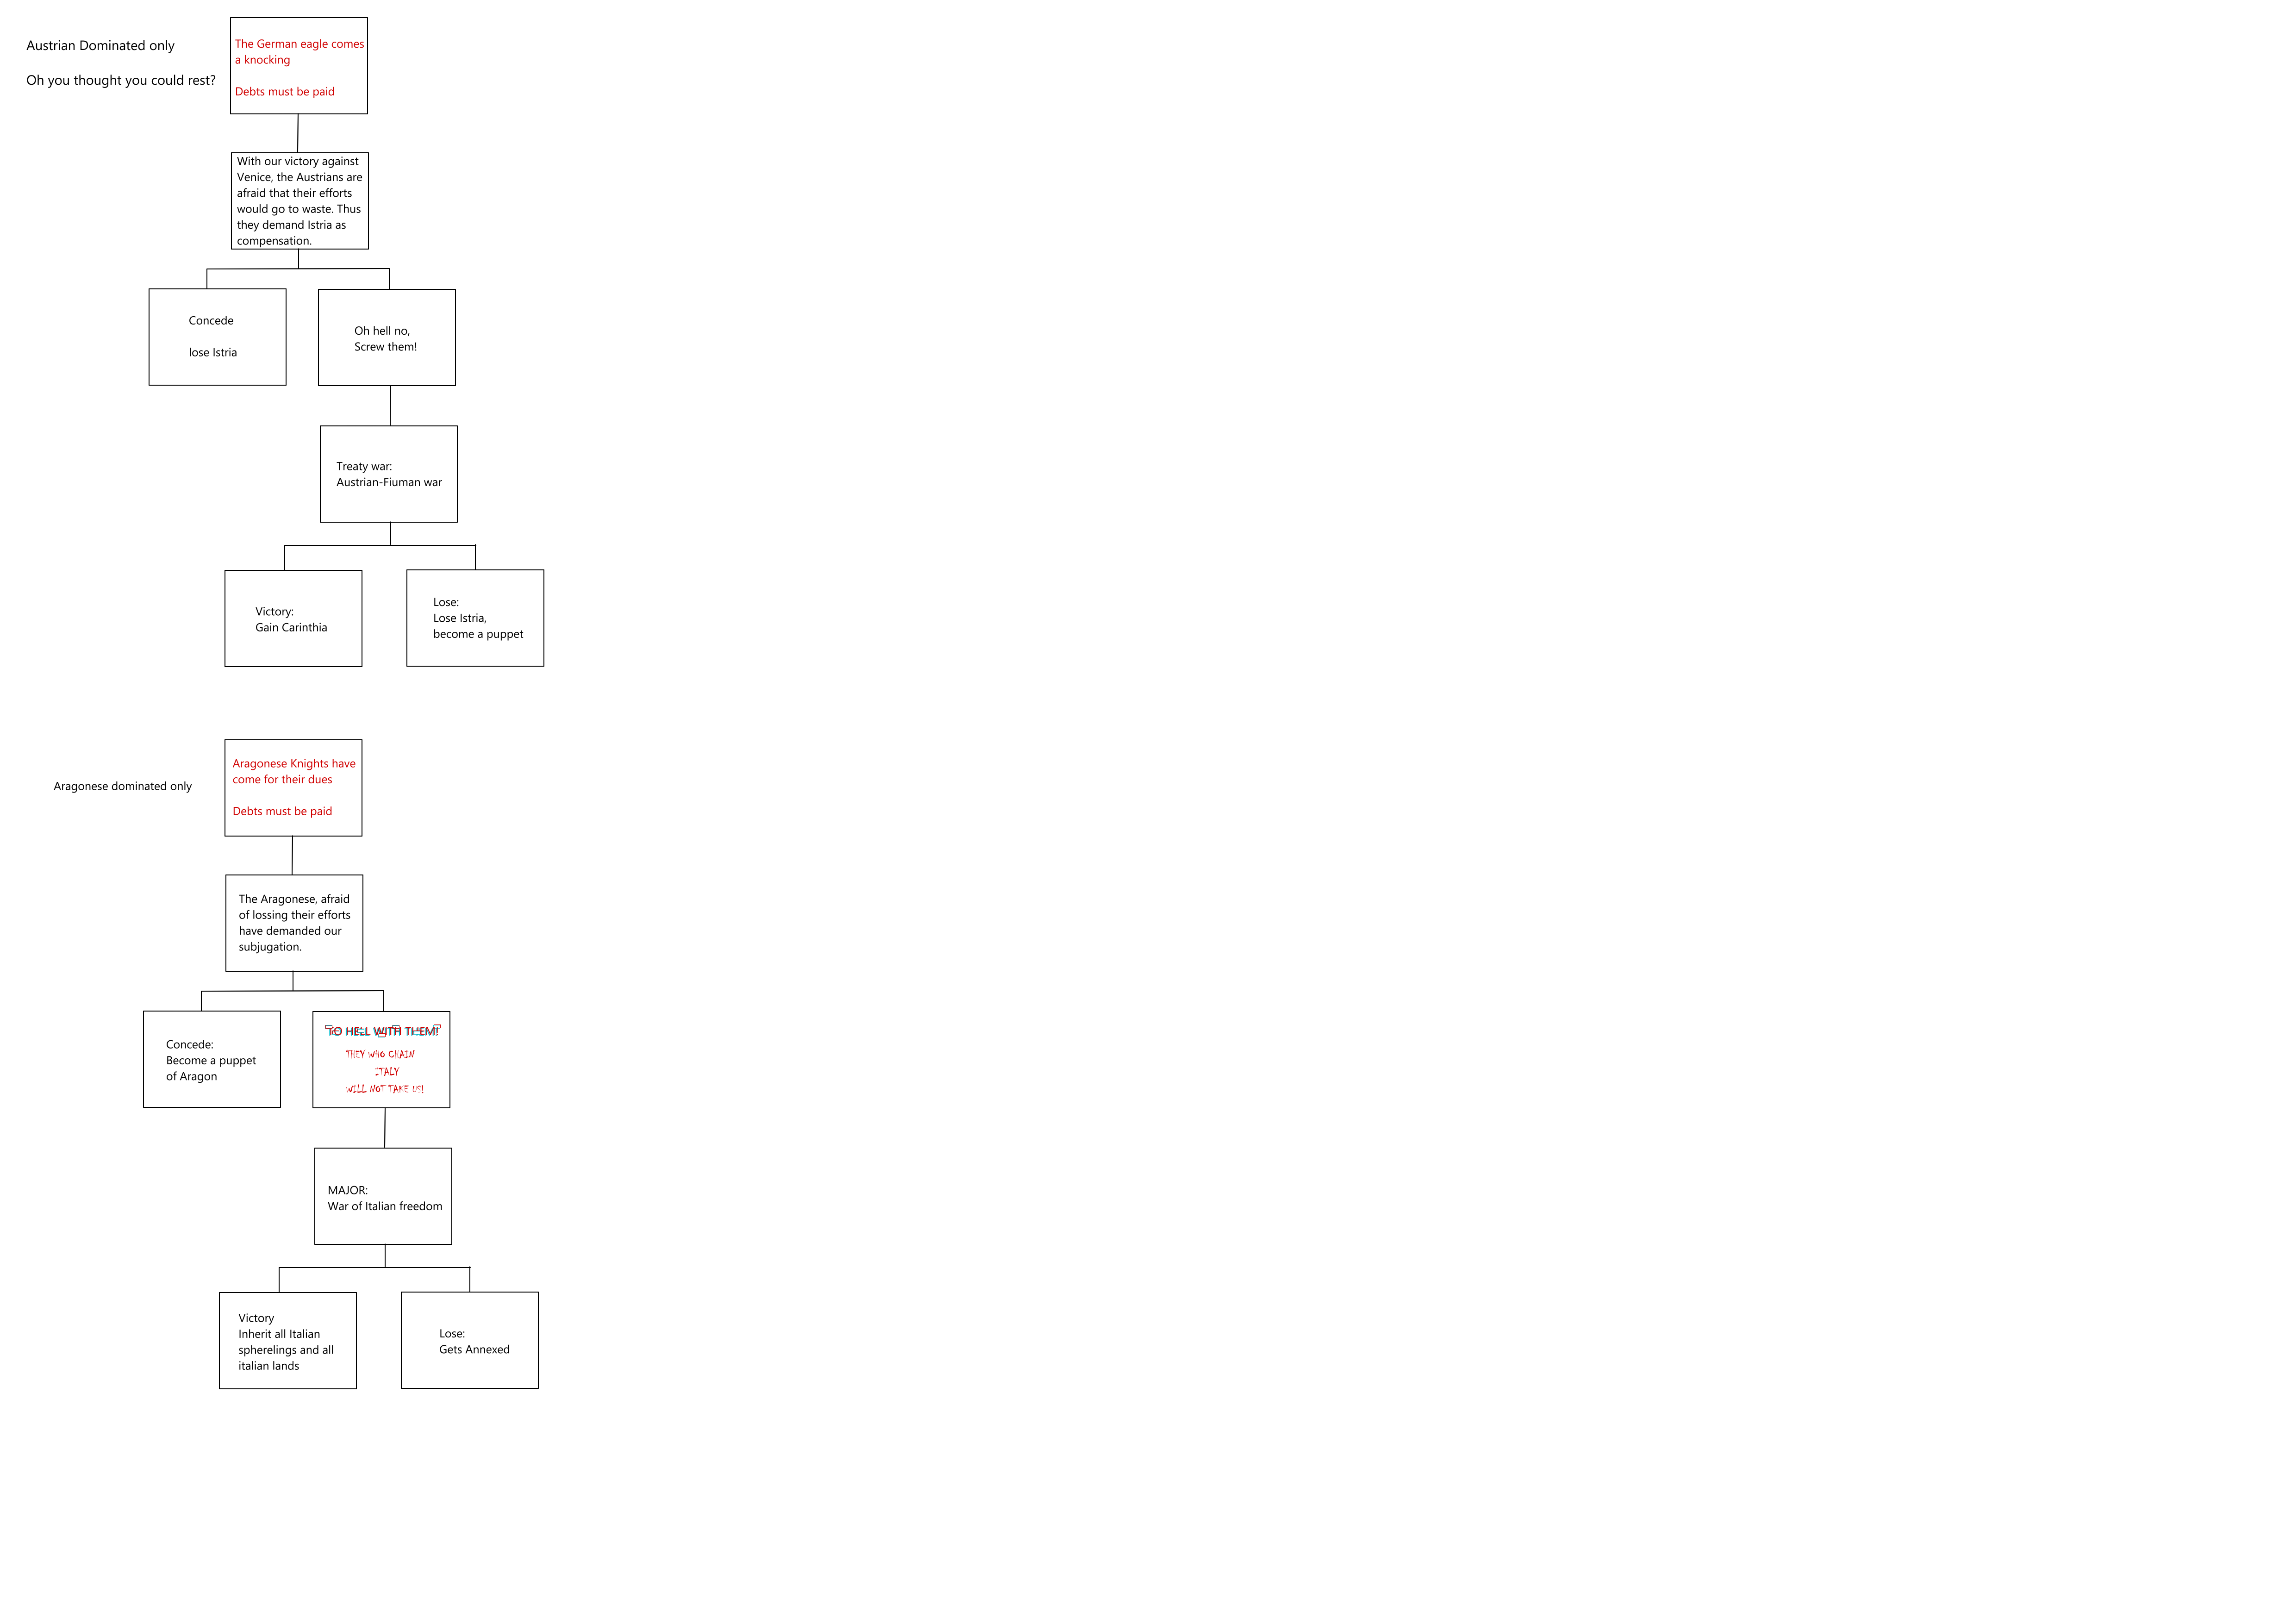 Austrian Dominated only
Oh you thought you could rest?
The German eagle comes
a knocking
Debts must be paid
With our victory against
Venice, the Austrians are
afraid that their efforts
would go to waste. Thus
they demand Istria as
compensation.
Concede
lose Istria
Oh hell no,
Screw them!
Treaty war:
Austrian-Fiuman war
Victory:
Gain Carinthia
Lose:
Lose Istria,
become a puppet
Aragonese dominated only
Aragonese Knights have
come for their dues
Debts must be paid
The Aragonese, afraid
of lossing their efforts
have demanded our
subjugation.
Concede:
Become a puppet
of Aragon
TO HELL WITH THEM!
THEY WHO CHAIN
ITALY
WILL NOT TAKE US!
MAJOR:
War of Italian freedom
Victory
Inherit all Italian
spherelings and all
italian lands
Lose:
Gets Annexed